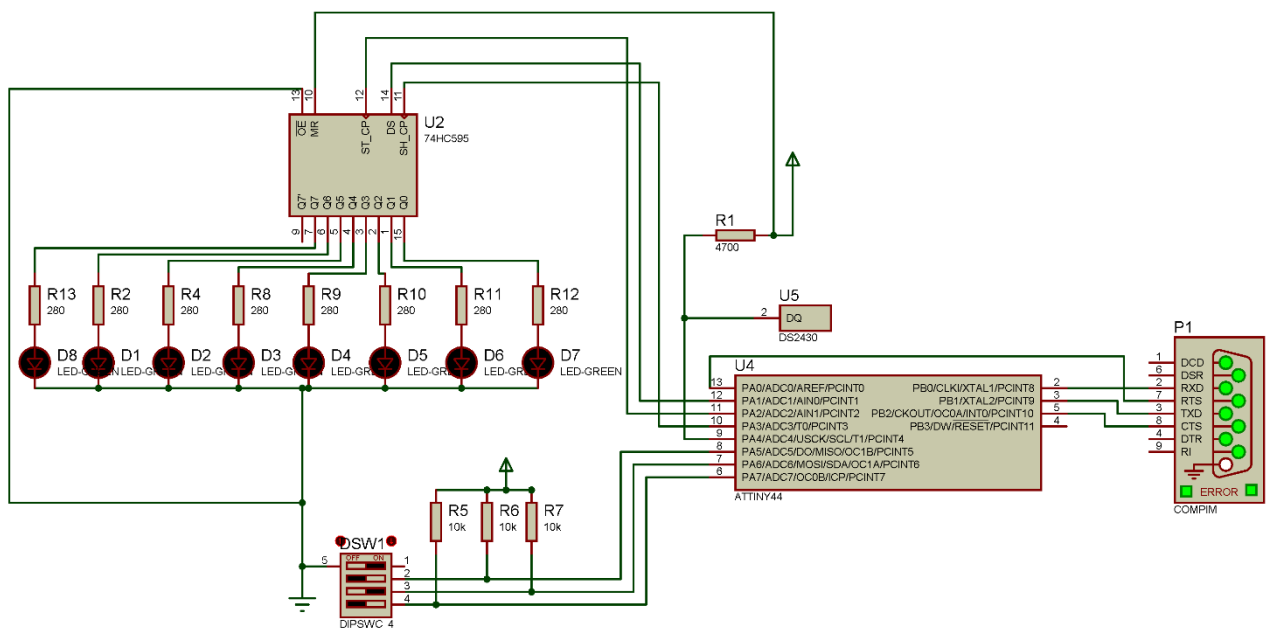 13
10
12
14
11
OE
MR
ST_CP
DS
SH_CP
U2
74HC595
Q7'
Q7
Q6
Q5
Q4
Q3
Q2
Q1
Q0
9
7
6
5
4
3
2
1
15
R13
280
R2
280
R4
280
R8
280
R9
280
R10
280
R11
280
R12
280
D8
D1
D2
D3
D4
D5
D6
D7
LED-GREEN
R1
4700
U5
2
DQ
DS2430
U4
13 PA0/ADC0/AREF/PCINT0
12 PA1/ADC1/AIN0/PCINT1
11 PA2/ADC2/AIN1/PCINT2
10 PA3/ADC3/T0/PCINT3
9 PA4/ADC4/USCK/SCL/T1/PCINT4
8 PA5/ADC5/DO/MISO/OC1B/PCINT5
7 PA6/ADC6/MOSI/SDA/OC1A/PCINT6
6 PA7/ADC7/OC0B/ICP/PCINT7
PB0/CLKI/XTAL1/PCINT8 2
PB1/XTAL2/PCINT9 3
PB2/CKOUT/OC0A/INT0/PCINT10 5
PB3/DW/RESET/PCINT11 4
ATTINY44
P1
1 DCD
6 DSR
2 RXD
7 RTS
3 TXD
8 CTS
4 DTR
9 RI
ERROR
COMPIM
R5
10k
R6
10k
R7
10k
DSW1
OFF ON
5
1
2
3
4
DIPSWC_4